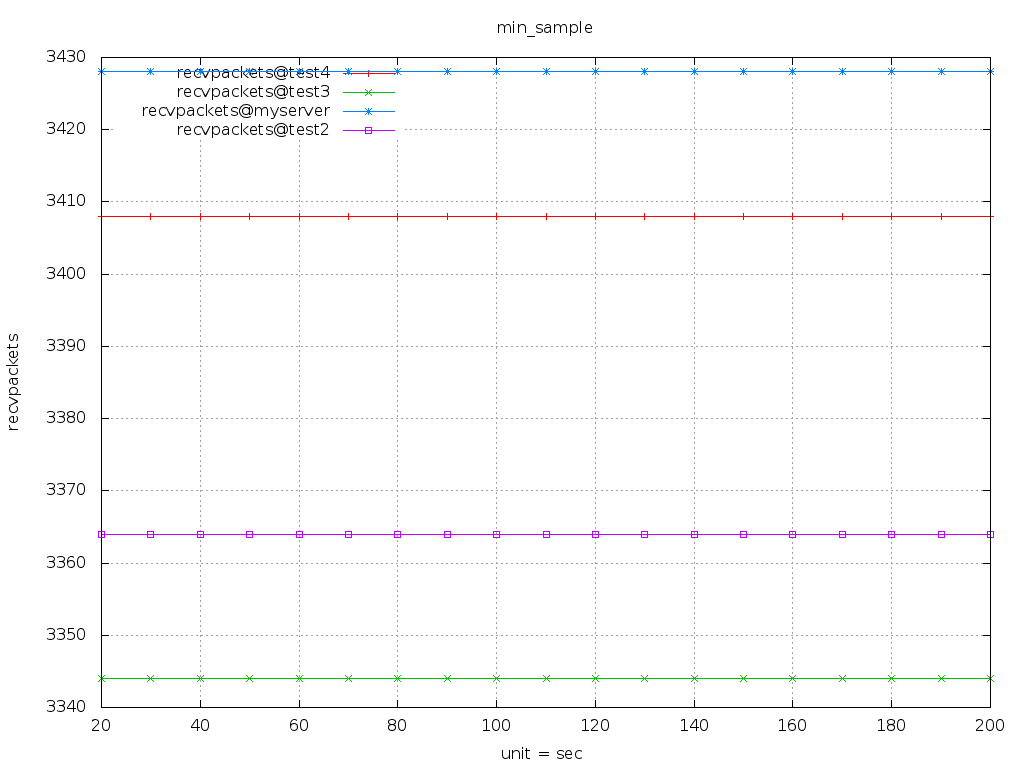 min_sample
3430
recvpackets@test4
recvpackets@test3
recvpackets@myserver
3420
recvpackets@test2
3410
3400
3390
recvpackets
3380
3370
3360
3350
3340
20 40 60 80 100 120 140 160 180 200
unit = sec